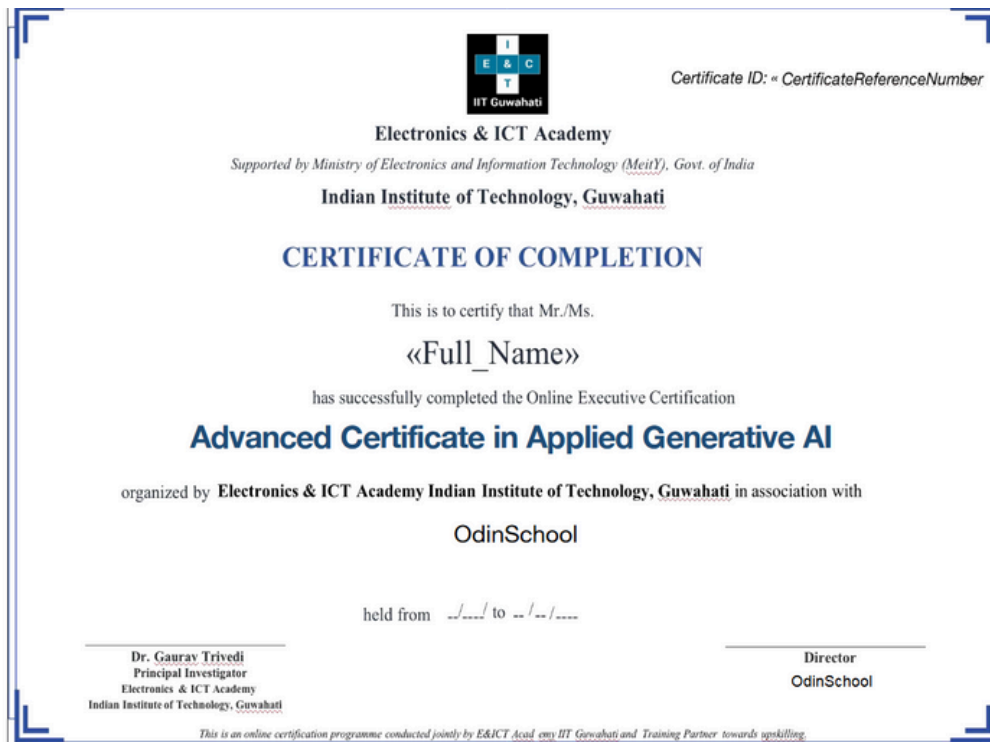 I
E & C
T
IIT Guwahati
Certificate ID: « CertificateReferenceNumber
Electronics & ICT Academy
Supported by Ministry of Electronics and Information Technology (MeitY), Govt. of India
Indian Institute of Technology, Guwahati
CERTIFICATE OF COMPLETION
This is to certify that Mr./Ms.
«Full_Name»
has successfully completed the Online Executive Certification
Advanced Certificate in Applied Generative AI
organized by Electronics & ICT Academy Indian Institute of Technology, Guwahati in association with
OdinSchool
held from __/____/ to __/__/____
Dr. Gaurav Trivedi
Principal Investigator
Electronics & ICT Academy
Indian Institute of Technology, Guwahati
Director
OdinSchool
This is an online certification programme conducted jointly by E&ICT Acad emy IIT Guwahati and Training Partner towards upskilling.